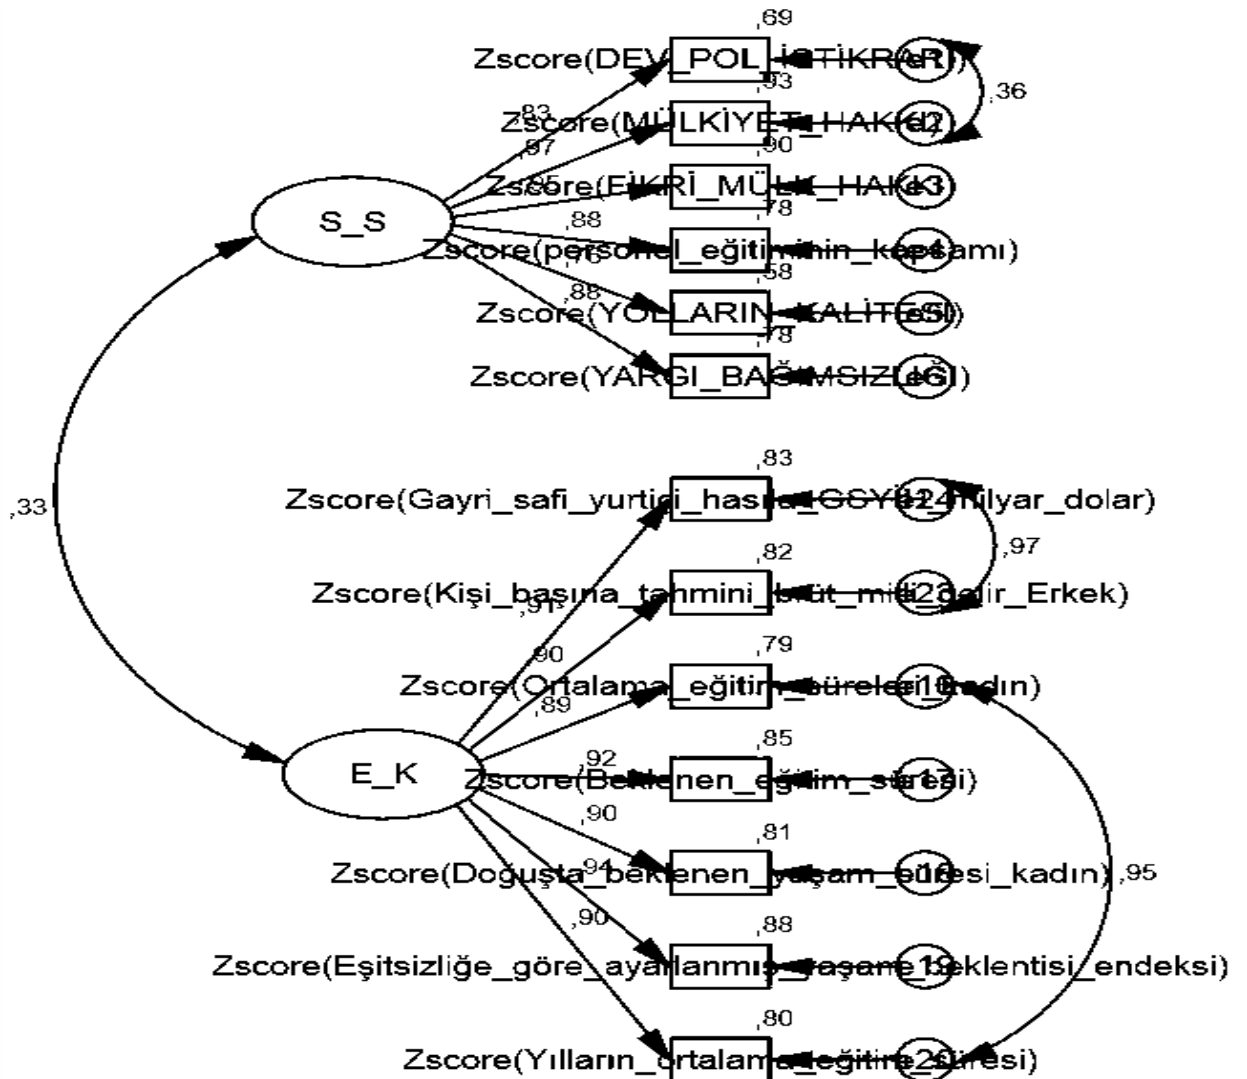 ,69
Zscore(DEV_POL_İSTİKRARI)
,36
,83
,93
Zscore(MÜLKİYET_HAKKI)
,97
,90
Zscore(FİKRİ_MÜLK_HAKKI)
,95
S_S
,88
,78
Zscore(personel_eğitiminin_kapsamı)
,76
,58
Zscore(YOLLARIN_KALİTESİ)
,88
,78
Zscore(YARGI_BAĞIMSIZLIĞI)
,33
,83
Zscore(Gayri_safi_yurtiçi_hasıla_GSYİH_milyar_dolar)
,97
,91
,82
Zscore(Kişi_başına_tahmini_brüt_milli_gelir_Erkek)
,90
,79
Zscore(Ortalama_eğitim_süreleri_kadın)
,89
E_K
,92
,85
Zscore(Beklenen_eğitim_süresi)
,90
,81
Zscore(Doğuşta_beklenen_yaşam_süresi_kadın)
,95
,94
,88
Zscore(Eşitsizliğe_göre_ayarlanmış_yaşam_beklentisi_endeksi)
,90
,80
Zscore(Yılların_ortalama_eğitim_süresi)